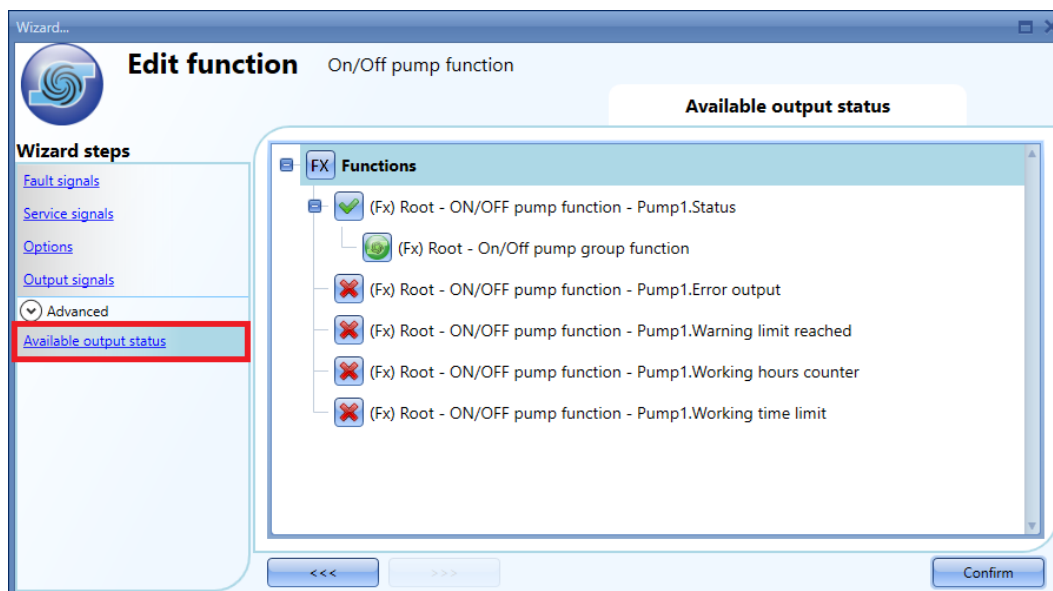 Wizard...
Edit function On/Off pump function
Available output status
Wizard steps
Fault signals
Service signals
Options
Output signals
Advanced
Available output status
FX Functions
(Fx) Root - ON/OFF pump function - Pump1.Status
(Fx) Root - On/Off pump group function
(Fx) Root - ON/OFF pump function - Pump1.Error output
(Fx) Root - ON/OFF pump function - Pump1.Warning limit reached
(Fx) Root - ON/OFF pump function - Pump1.Working hours counter
(Fx) Root - ON/OFF pump function - Pump1.Working time limit
<<< >>> Confirm